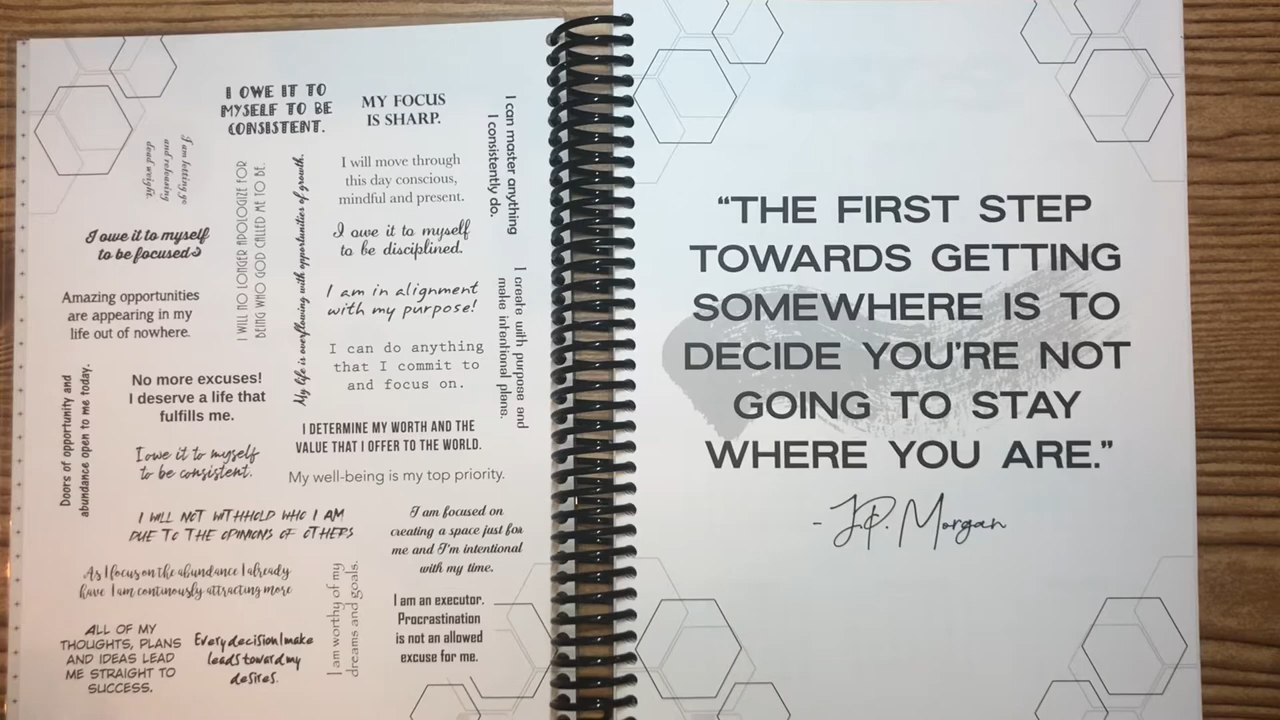 I OWE IT TO
MYSELF TO BE
CONSISTENT.
MY FOCUS
IS SHARP.
I can master anything
I consistently do.
I am letting go
and releasing
dead weight.
I WILL NO LONGER APOLOGIZE FOR
BEING WHO GOD CALLED ME TO BE.
My life is overflowing with opportunities of growth.
I will move through
this day conscious,
mindful and present.
I owe it to myself
to be focused
I owe it to myself
to be disciplined.
Amazing opportunities
are appearing in my
life out of nowhere.
I am in alignment
with my purpose!
I create with purpose and
make intentional plans.
I can do anything
that I commit to
and focus on.
Doors of opportunity and
abundance open to me today.
No more excuses!
I deserve a life that
fulfills me.
I DETERMINE MY WORTH AND THE
VALUE THAT I OFFER TO THE WORLD.
I owe it to myself
to be consistent.
My well-being is my top priority.
I WILL NOT WITHHOLD WHO I AM
DUE TO THE OPINIONS OF OTHERS
I am focused on
creating a space just for
me and I'm intentional
with my time.
As I focus on the abundance I already
have I am continously attracting more
I am worthy of my
dreams and goals.
I am an executor.
Procrastination
is not an allowed
excuse for me.
ALL OF MY
THOUGHTS, PLANS
AND IDEAS LEAD
ME STRAIGHT TO
SUCCESS.
Every decision I make
leads toward my
desires.
“THE FIRST STEP
TOWARDS GETTING
SOMEWHERE IS TO
DECIDE YOU'RE NOT
GOING TO STAY
WHERE YOU ARE.”
- J.P. Morgan